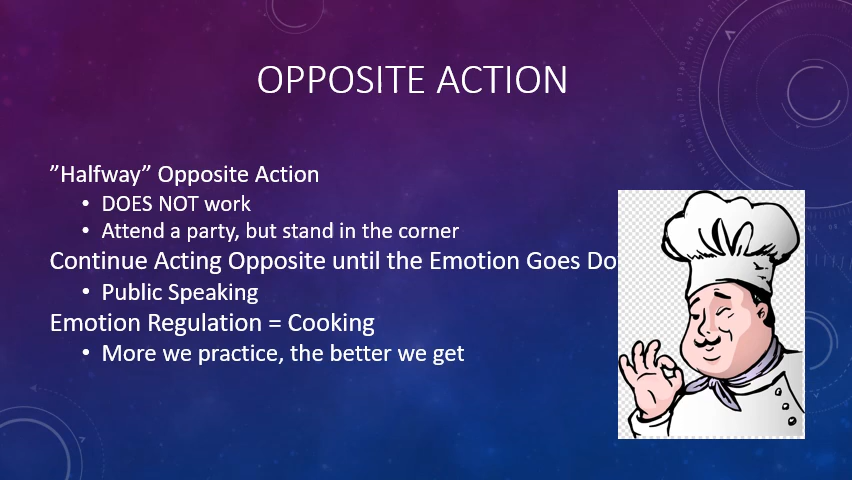 OPPOSITE ACTION
”Halfway” Opposite Action
• DOES NOT work
• Attend a party, but stand in the corner
Continue Acting Opposite until the Emotion Goes Do
• Public Speaking
Emotion Regulation = Cooking
• More we practice, the better we get